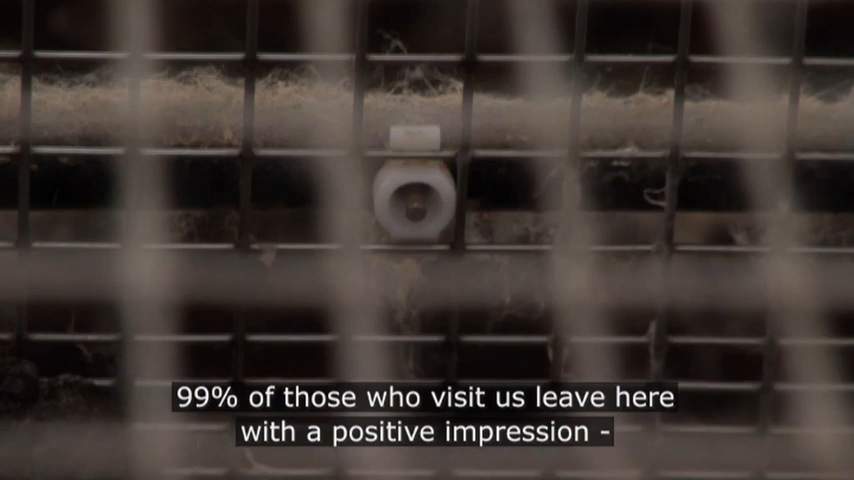 99% of those who visit us leave here
with a positive impression -